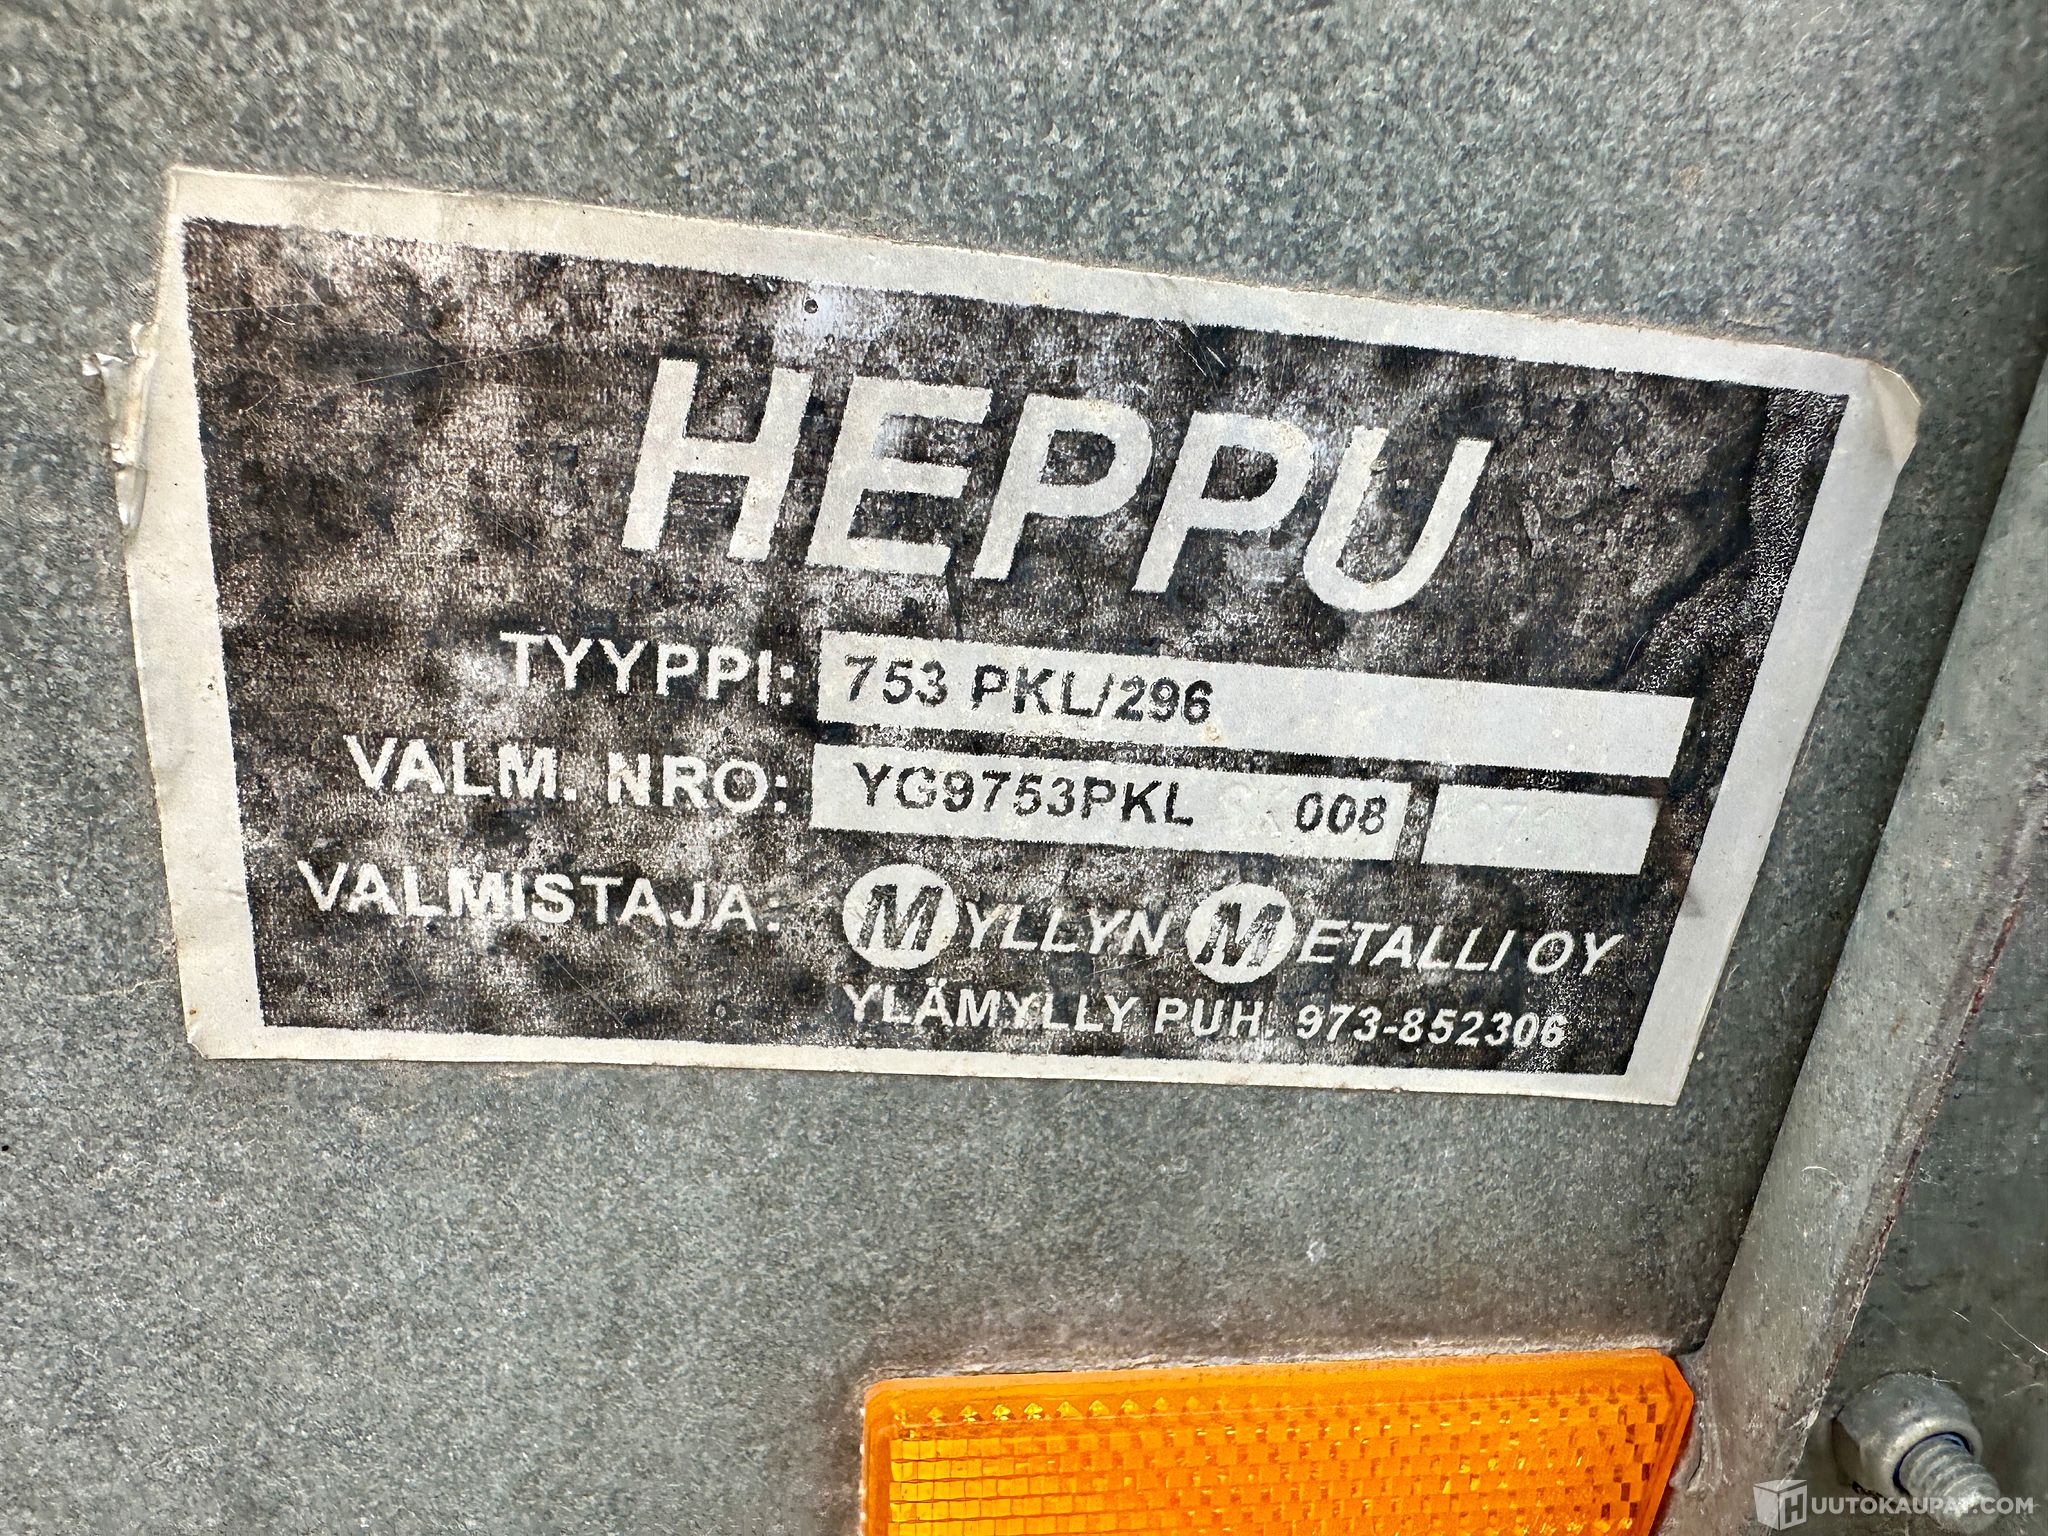 HEPPU
TYYPPI: 753 PKL/296
VALM. NRO: YG9753PKL 008
VALMISTAJA: MYLLYN METALLI OY
YLÄMYLLY PUH. 973-852306
HUUTOKAUPAT.COM